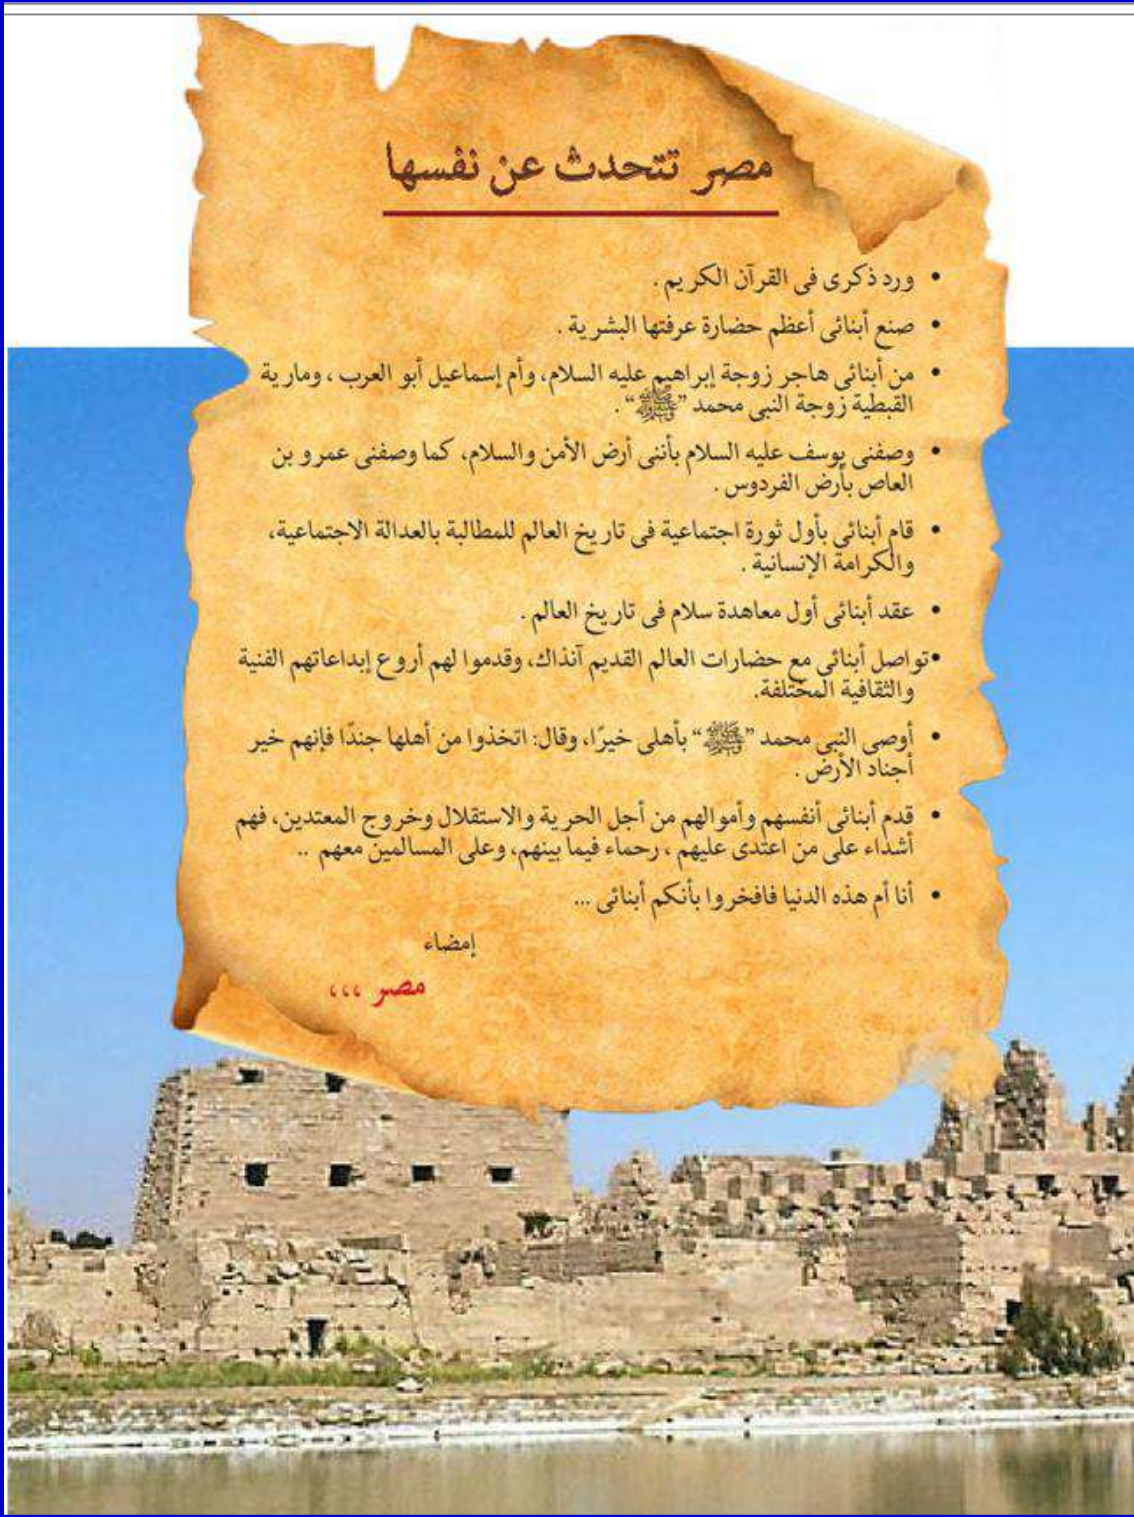 مصر تتحدث عن نفسها
• ورد ذكرى فى القرآن الكريم .
• صنع أبنائى أعظم حضارة عرفتها البشرية .
• من أبنائى هاجر زوجة إبراهيم عليه السلام، وأم إسماعيل أبو العرب ، ومارية
القبطية زوجة النبى محمد ”ﷺ“ .
• وصفنى يوسف عليه السلام بأننى أرض الأمن والسلام، كما وصفنى عمرو بن
العاص بأرض الفردوس .
• قام أبنائى بأول ثورة اجتماعية فى تاريخ العالم للمطالبة بالعدالة الاجتماعية،
والكرامة الإنسانية .
• عقد أبنائى أول معاهدة سلام فى تاريخ العالم .
•تواصل أبنائى مع حضارات العالم القديم آنذاك، وقدموا لهم أروع إبداعاتهم الفنية
والثقافية المختلفة.
• أوصى النبى محمد ”ﷺ“ بأهلى خيرًا، وقال: اتخذوا من أهلها جندًا فإنهم خير
أجناد الأرض .
• قدم أبنائى أنفسهم وأموالهم من أجل الحرية والاستقلال وخروج المعتدين، فهم
أشداء على من اعتدى عليهم ، رحماء فيما بينهم، وعلى المسالمين معهم ..
• أنا أم هذه الدنيا فافخروا بأنكم أبنائى ...
إمضاء
مصر ،،،